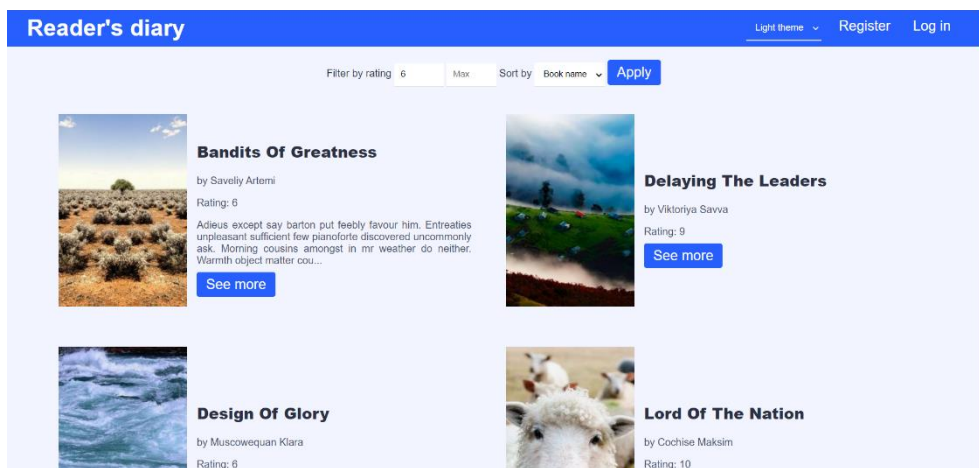 Reader's diary
Light theme
Register
Log in
Filter by rating 6 Max Sort by Book name Apply
Bandits Of Greatness
by Saveliy Artemi
Rating: 6
Adieus except say barton put feebly favour him. Entreaties
unpleasant sufficient few pianoforte discovered uncommonly
ask. Morning cousins amongst in mr weather do neither.
Warmth object matter cou...
See more
Delaying The Leaders
by Viktoriya Savva
Rating: 9
See more
Design Of Glory
by Muscowequan Klara
Rating: 6
Lord Of The Nation
by Cochise Maksim
Rating: 10